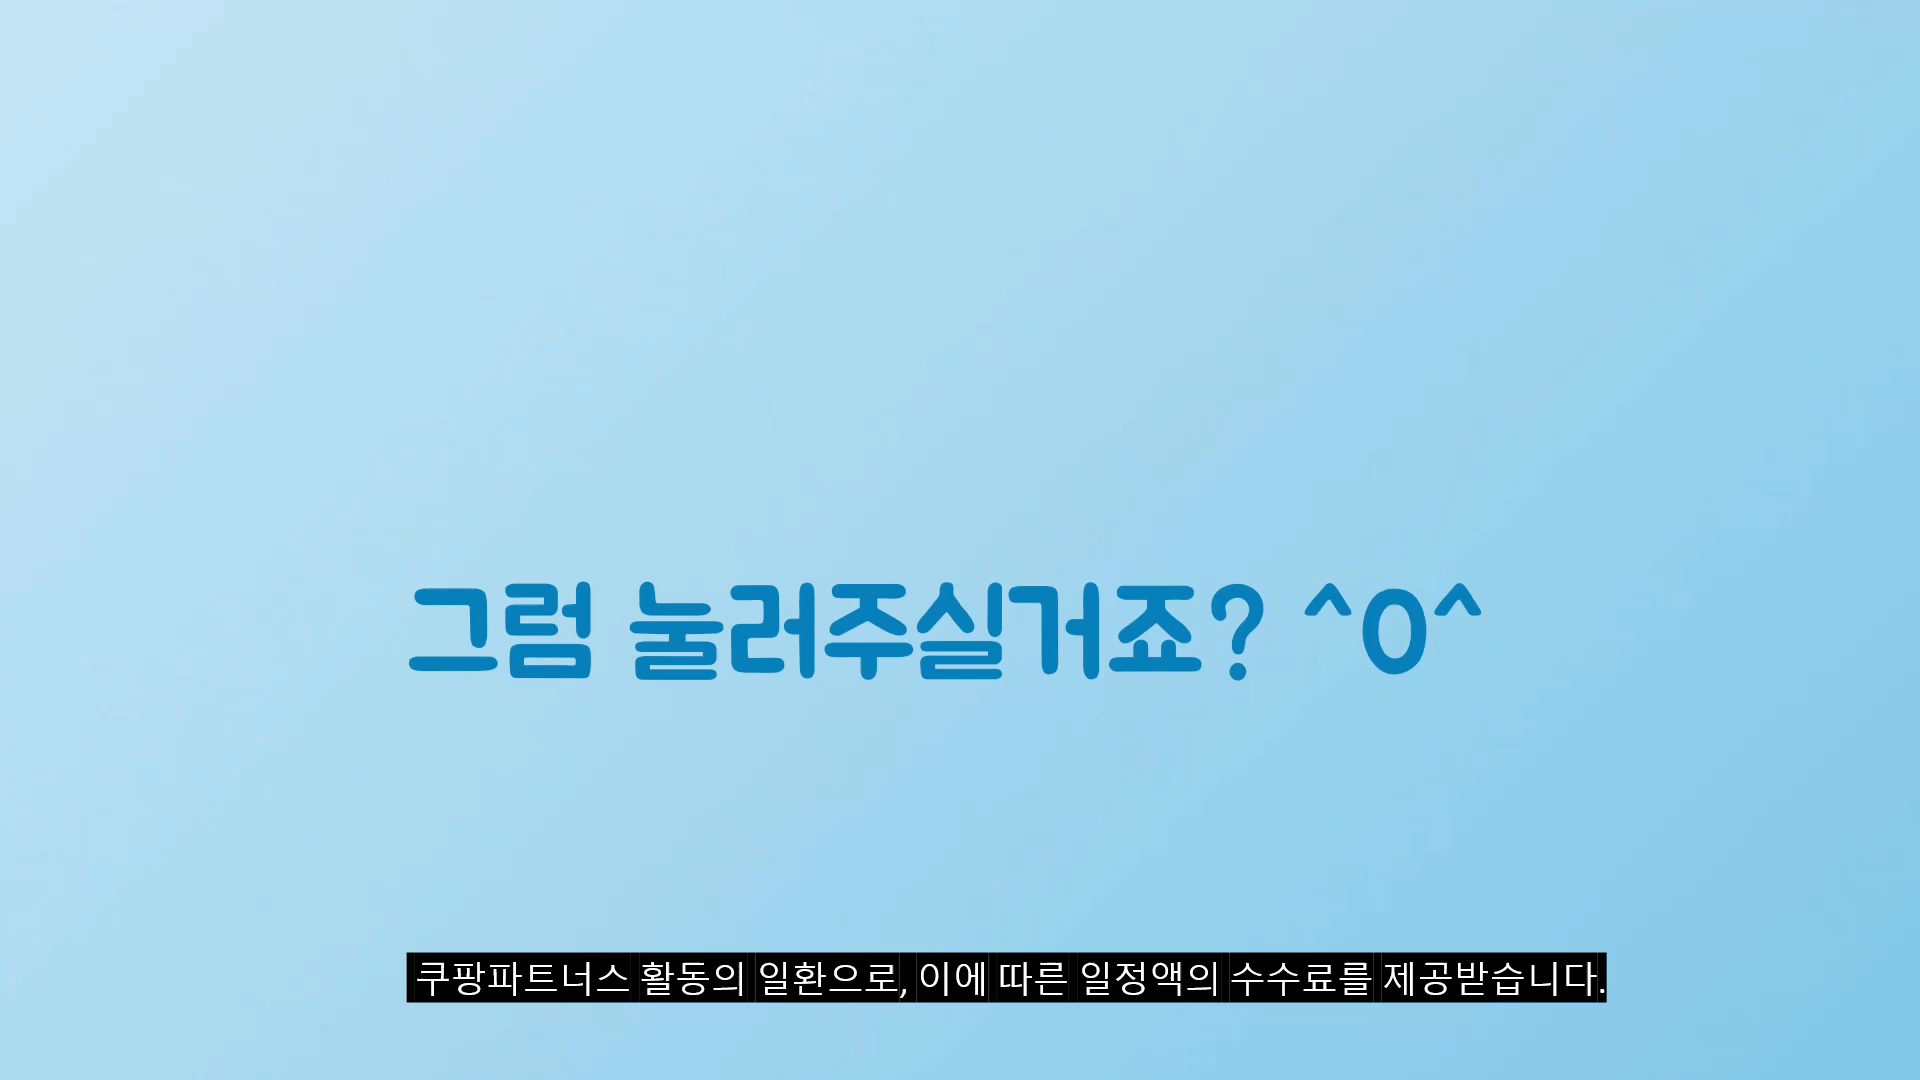 그럼 눌러주실거죠? ^0^
쿠팡파트너스 활동의 일환으로, 이에 따른 일정액의 수수료를 제공받습니다.